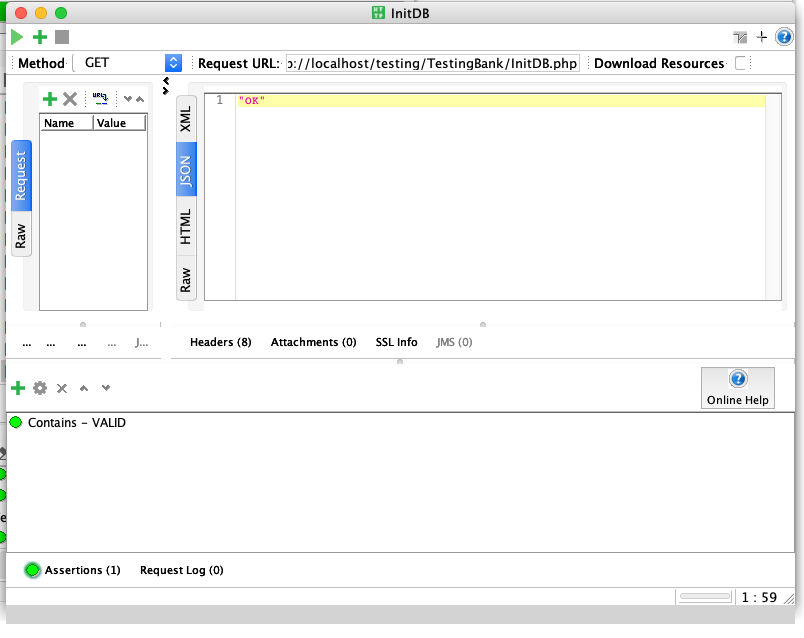 InitDB
Method GET Request URL: ://localhost/testing/TestingBank/InitDB.php Download Resources
Name Value
Request
Raw
XML
JSON
HTML
Raw
1 "OK"
... ... ... ... J...
Headers (8) Attachments (0) SSL Info JMS (0)
Online Help
Contains - VALID
Assertions (1) Request Log (0)
1 : 59